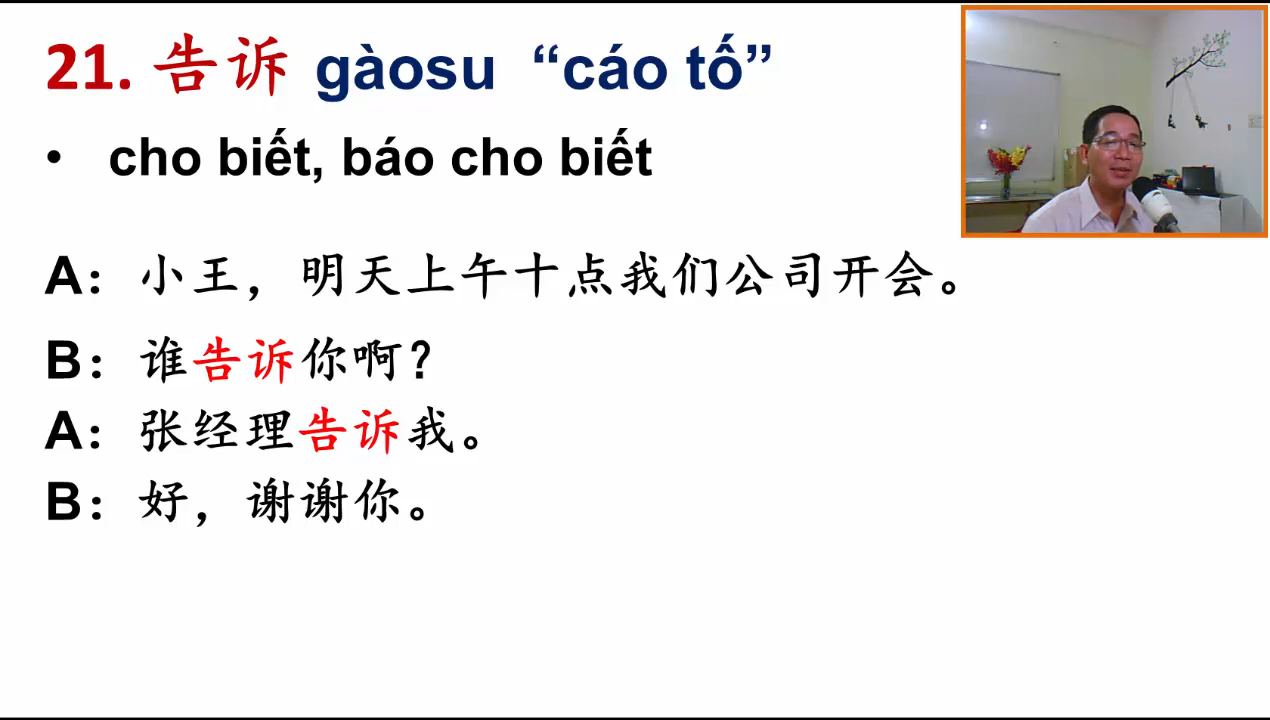 21. 告诉 gàosu “cáo tố”
• cho biết, báo cho biết
A：小王，明天上午十点我们公司开会。
B：谁告诉你啊？
A：张经理告诉我。
B：好，谢谢你。